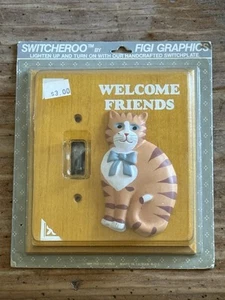 SWITCHEROO™ BY FIGI GRAPHICS
LIGHTEN UP AND TURN ON WITH OUR HANDCRAFTED SWITCHPLATE
$3.00
WELCOME
FRIENDS